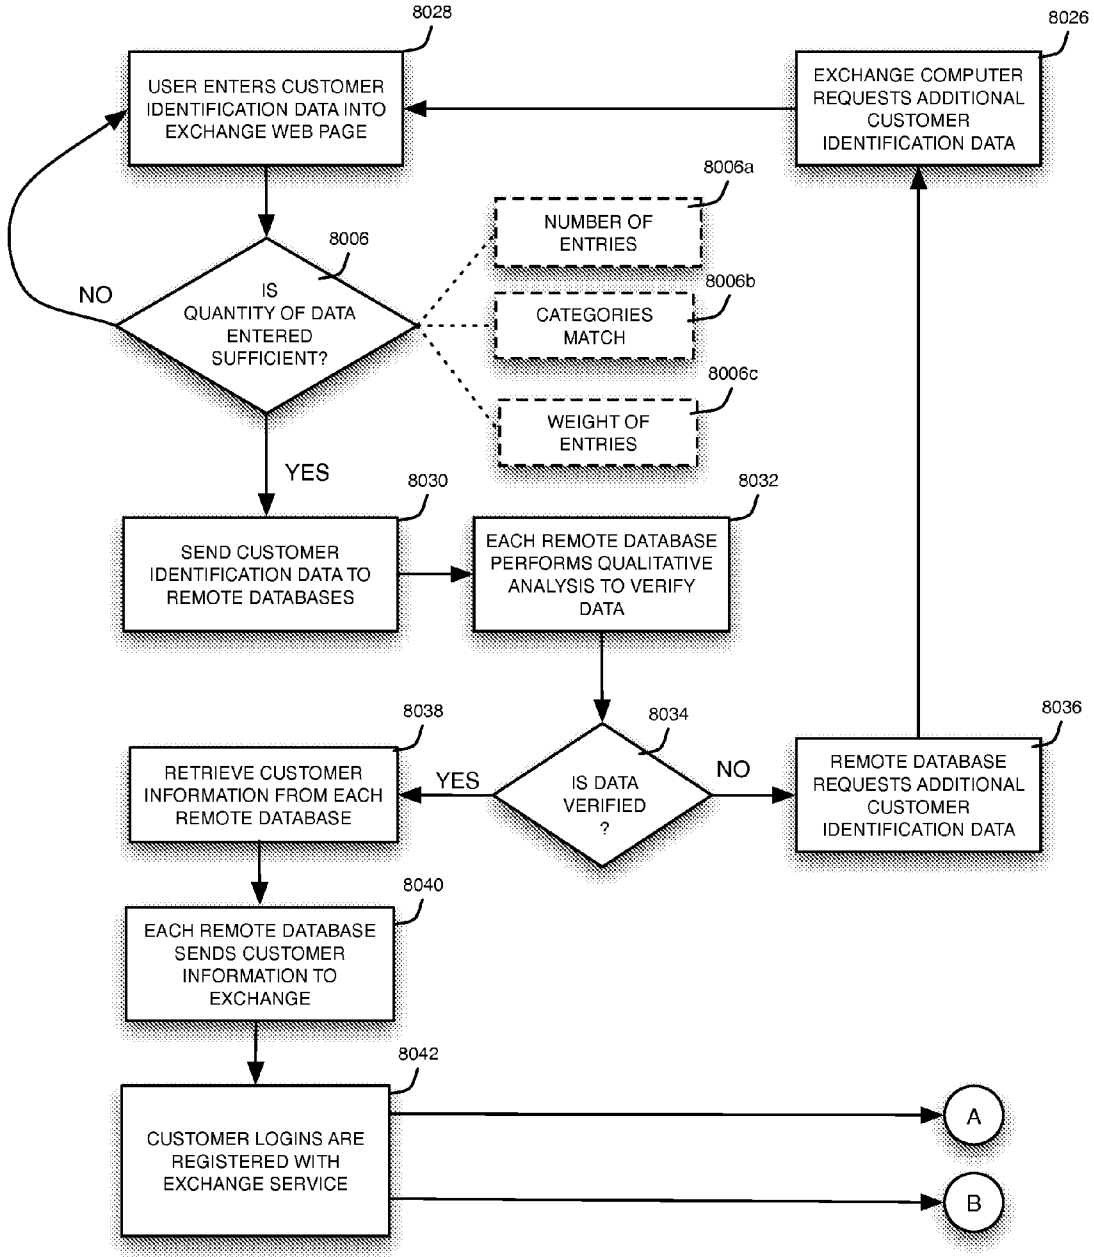 8028
USER ENTERS CUSTOMER
IDENTIFICATION DATA INTO
EXCHANGE WEB PAGE
8026
EXCHANGE COMPUTER
REQUESTS ADDITIONAL
CUSTOMER
IDENTIFICATION DATA
8006
IS
QUANTITY OF DATA
ENTERED
SUFFICIENT?
NO
YES
8006a
NUMBER OF
ENTRIES
8006b
CATEGORIES
MATCH
8006c
WEIGHT OF
ENTRIES
8030
SEND CUSTOMER
IDENTIFICATION DATA TO
REMOTE DATABASES
8032
EACH REMOTE DATABASE
PERFORMS QUALITATIVE
ANALYSIS TO VERIFY
DATA
8034
IS DATA
VERIFIED
?
YES
NO
8036
REMOTE DATABASE
REQUESTS ADDITIONAL
CUSTOMER
IDENTIFICATION DATA
8038
RETRIEVE CUSTOMER
INFORMATION FROM EACH
REMOTE DATABASE
8040
EACH REMOTE DATABASE
SENDS CUSTOMER
INFORMATION TO
EXCHANGE
8042
CUSTOMER LOGINS ARE
REGISTERED WITH
EXCHANGE SERVICE
A
B